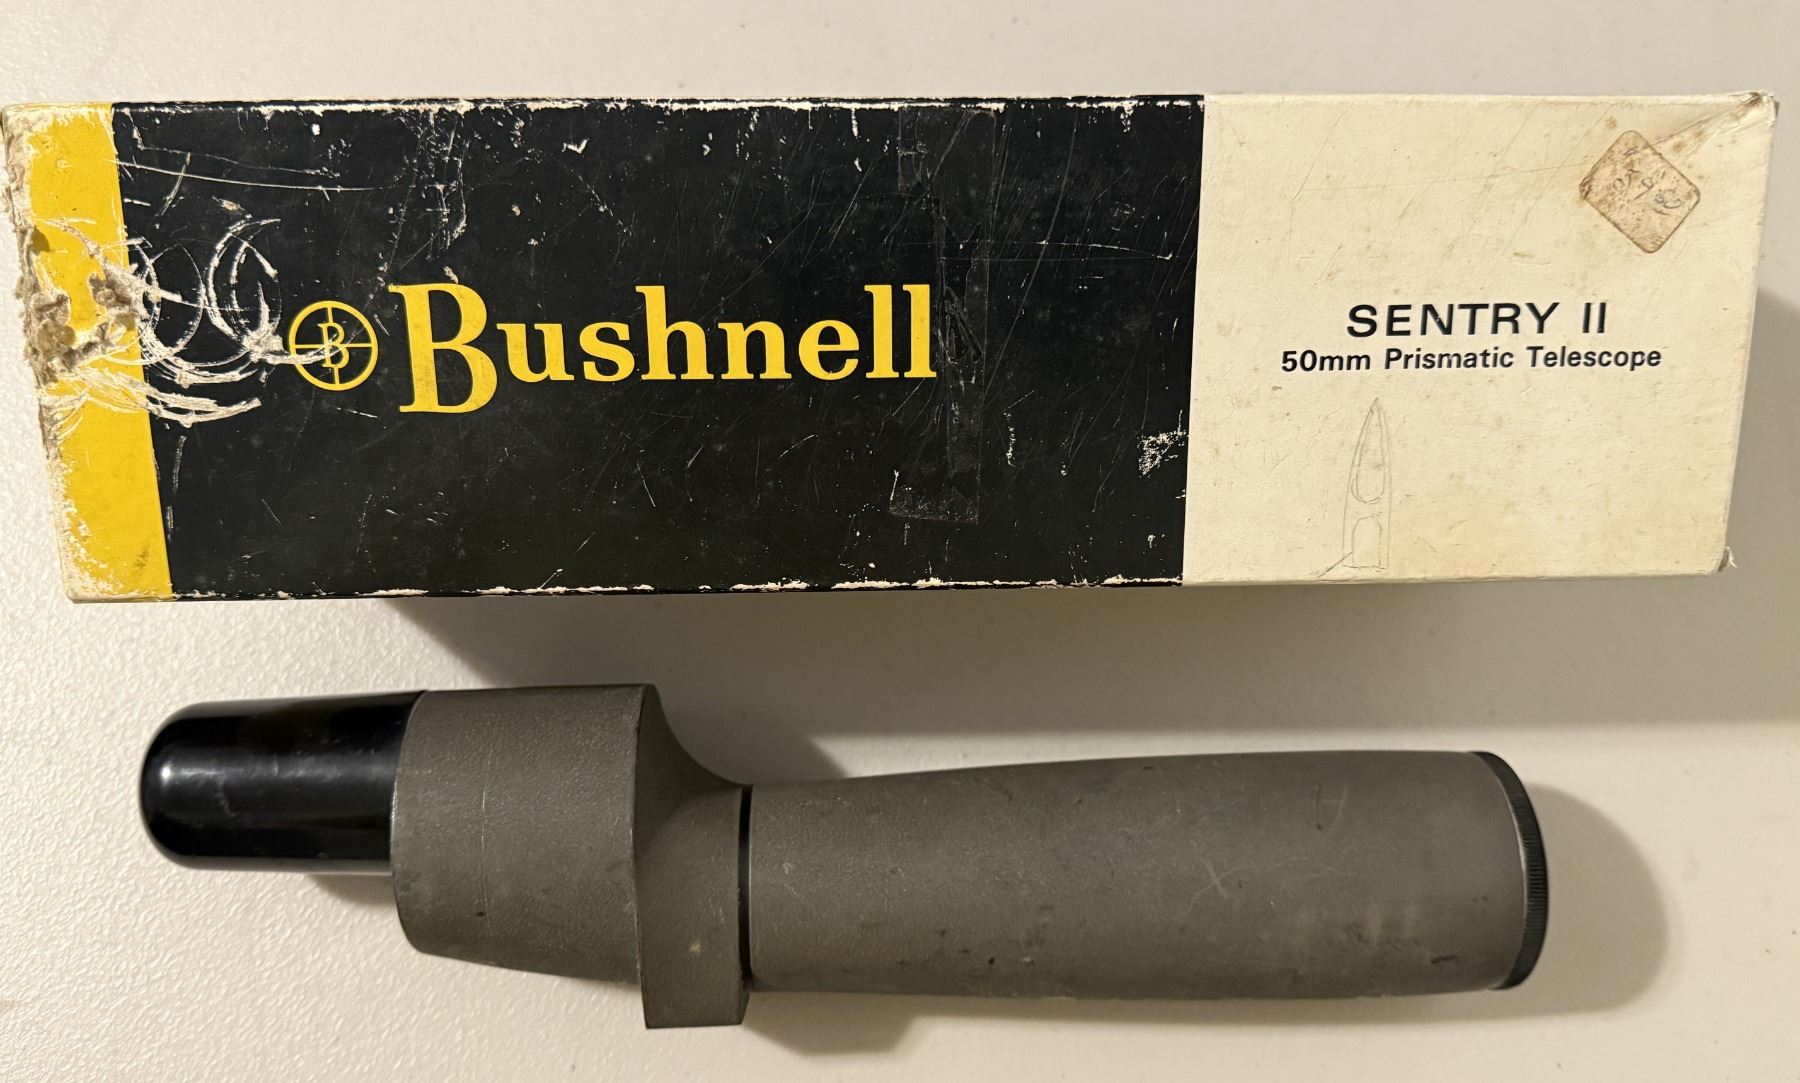 B
Bushnell
SENTRY II
50mm Prismatic Telescope